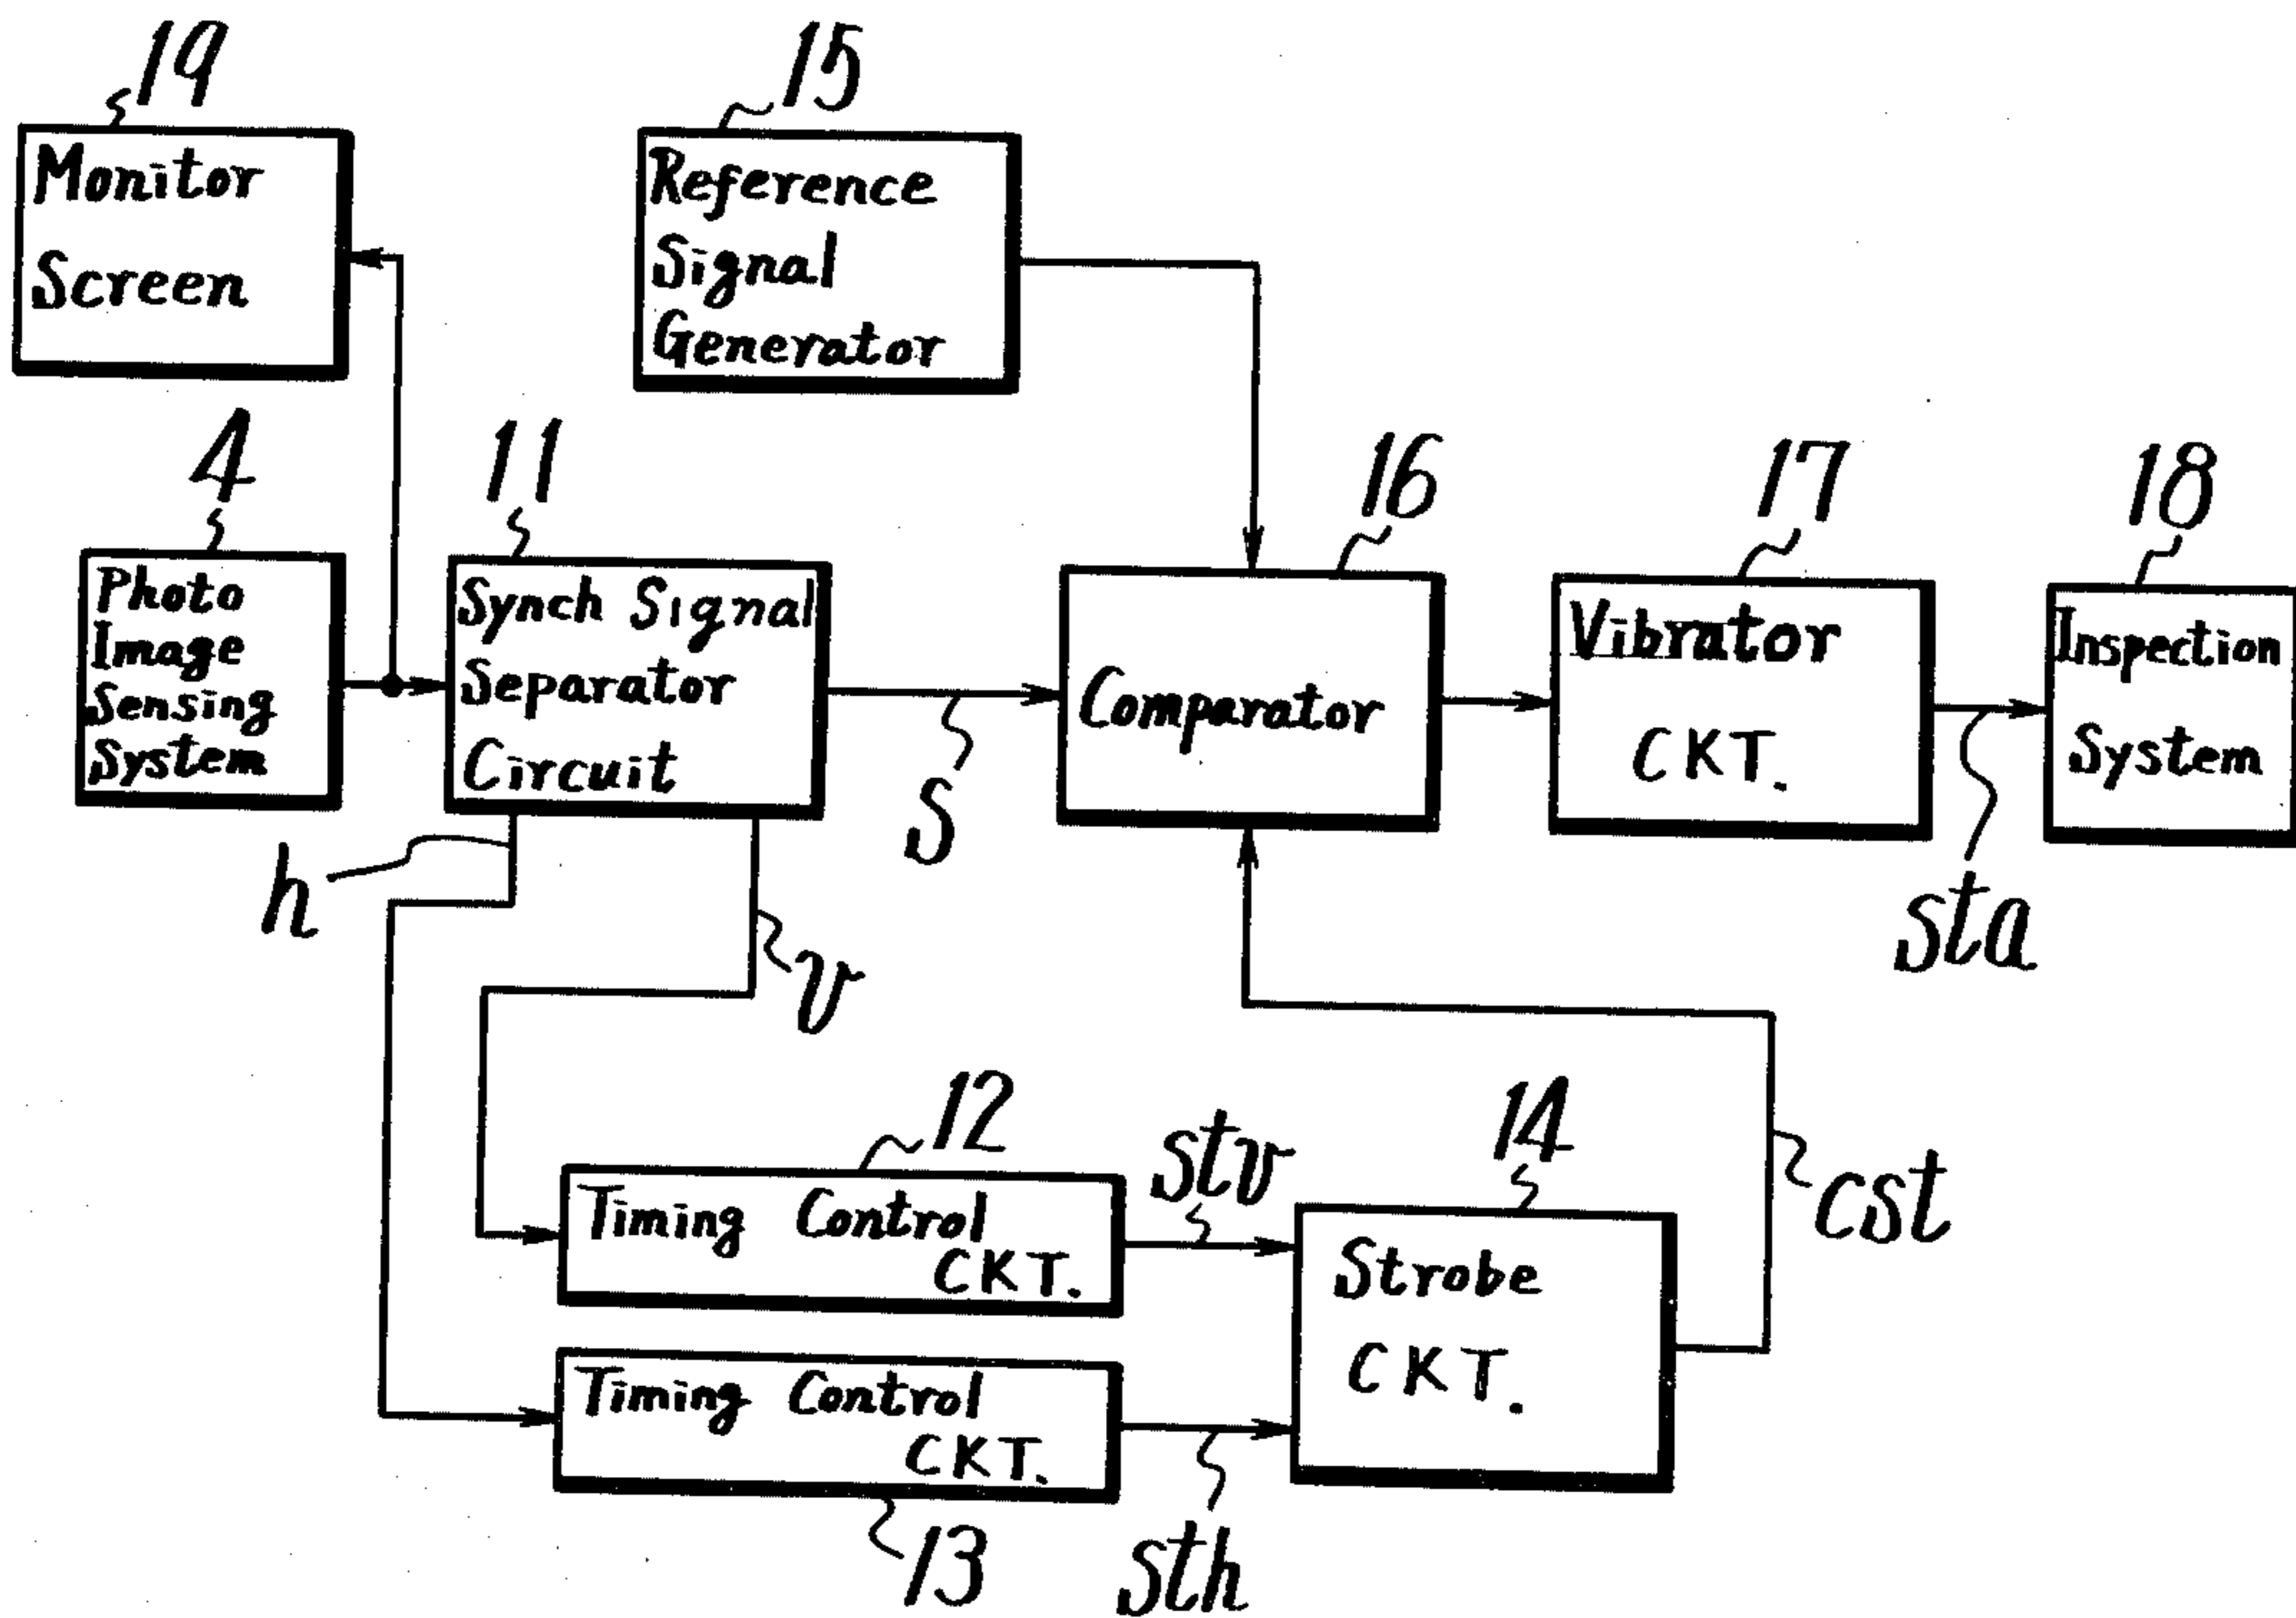 19
15
Monitor
Screen
Reference
Signal
Generator
4
11
16
17
18
Photo
Image
Sensing
System
Synch Signal
Separator
Circuit
Comparator
Vibrator
CKT.
Inspection
System
S
h
v
sta
12
stv
14
cst
Timing Control
CKT.
Strobe
CKT.
Timing Control
CKT.
13
sth